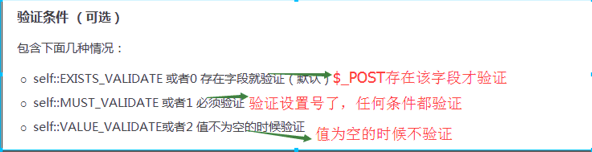 验证条件 （可选）
包含下面几种情况：
self::EXISTS_VALIDATE 或者0 存在字段就验证（默认） $_POST存在该字段才验证
self::MUST_VALIDATE 或者1 必须验证 验证设置号了，任何条件都验证
self::VALUE_VALIDATE或者2 值不为空的时候验证
值为空的时候不验证